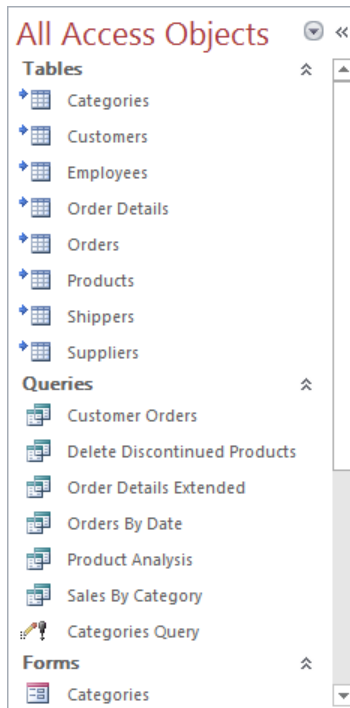 All Access Objects
Tables
Categories
Customers
Employees
Order Details
Orders
Products
Shippers
Suppliers
Queries
Customer Orders
Delete Discontinued Products
Order Details Extended
Orders By Date
Product Analysis
Sales By Category
Categories Query
Forms
Categories